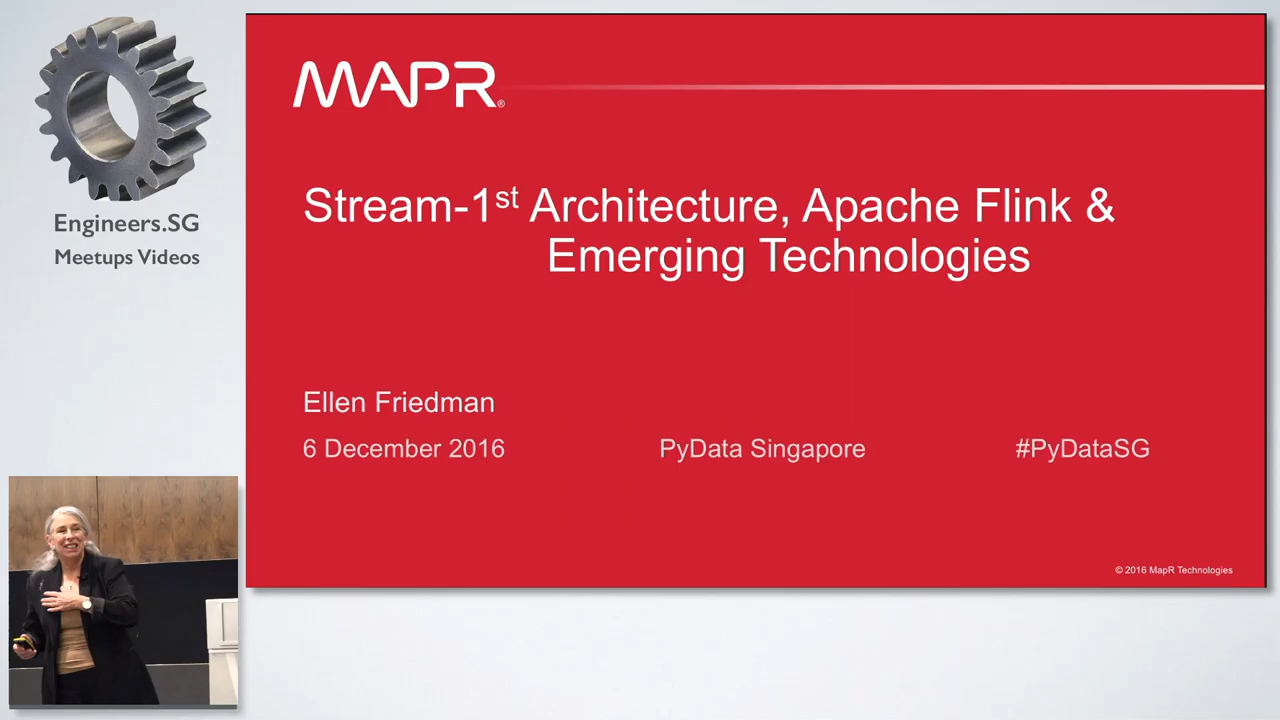 MAPR®
Engineers.SG
Meetups Videos
Stream-1st Architecture, Apache Flink &
Emerging Technologies
Ellen Friedman
6 December 2016 PyData Singapore #PyDataSG
© 2016 MapR Technologies